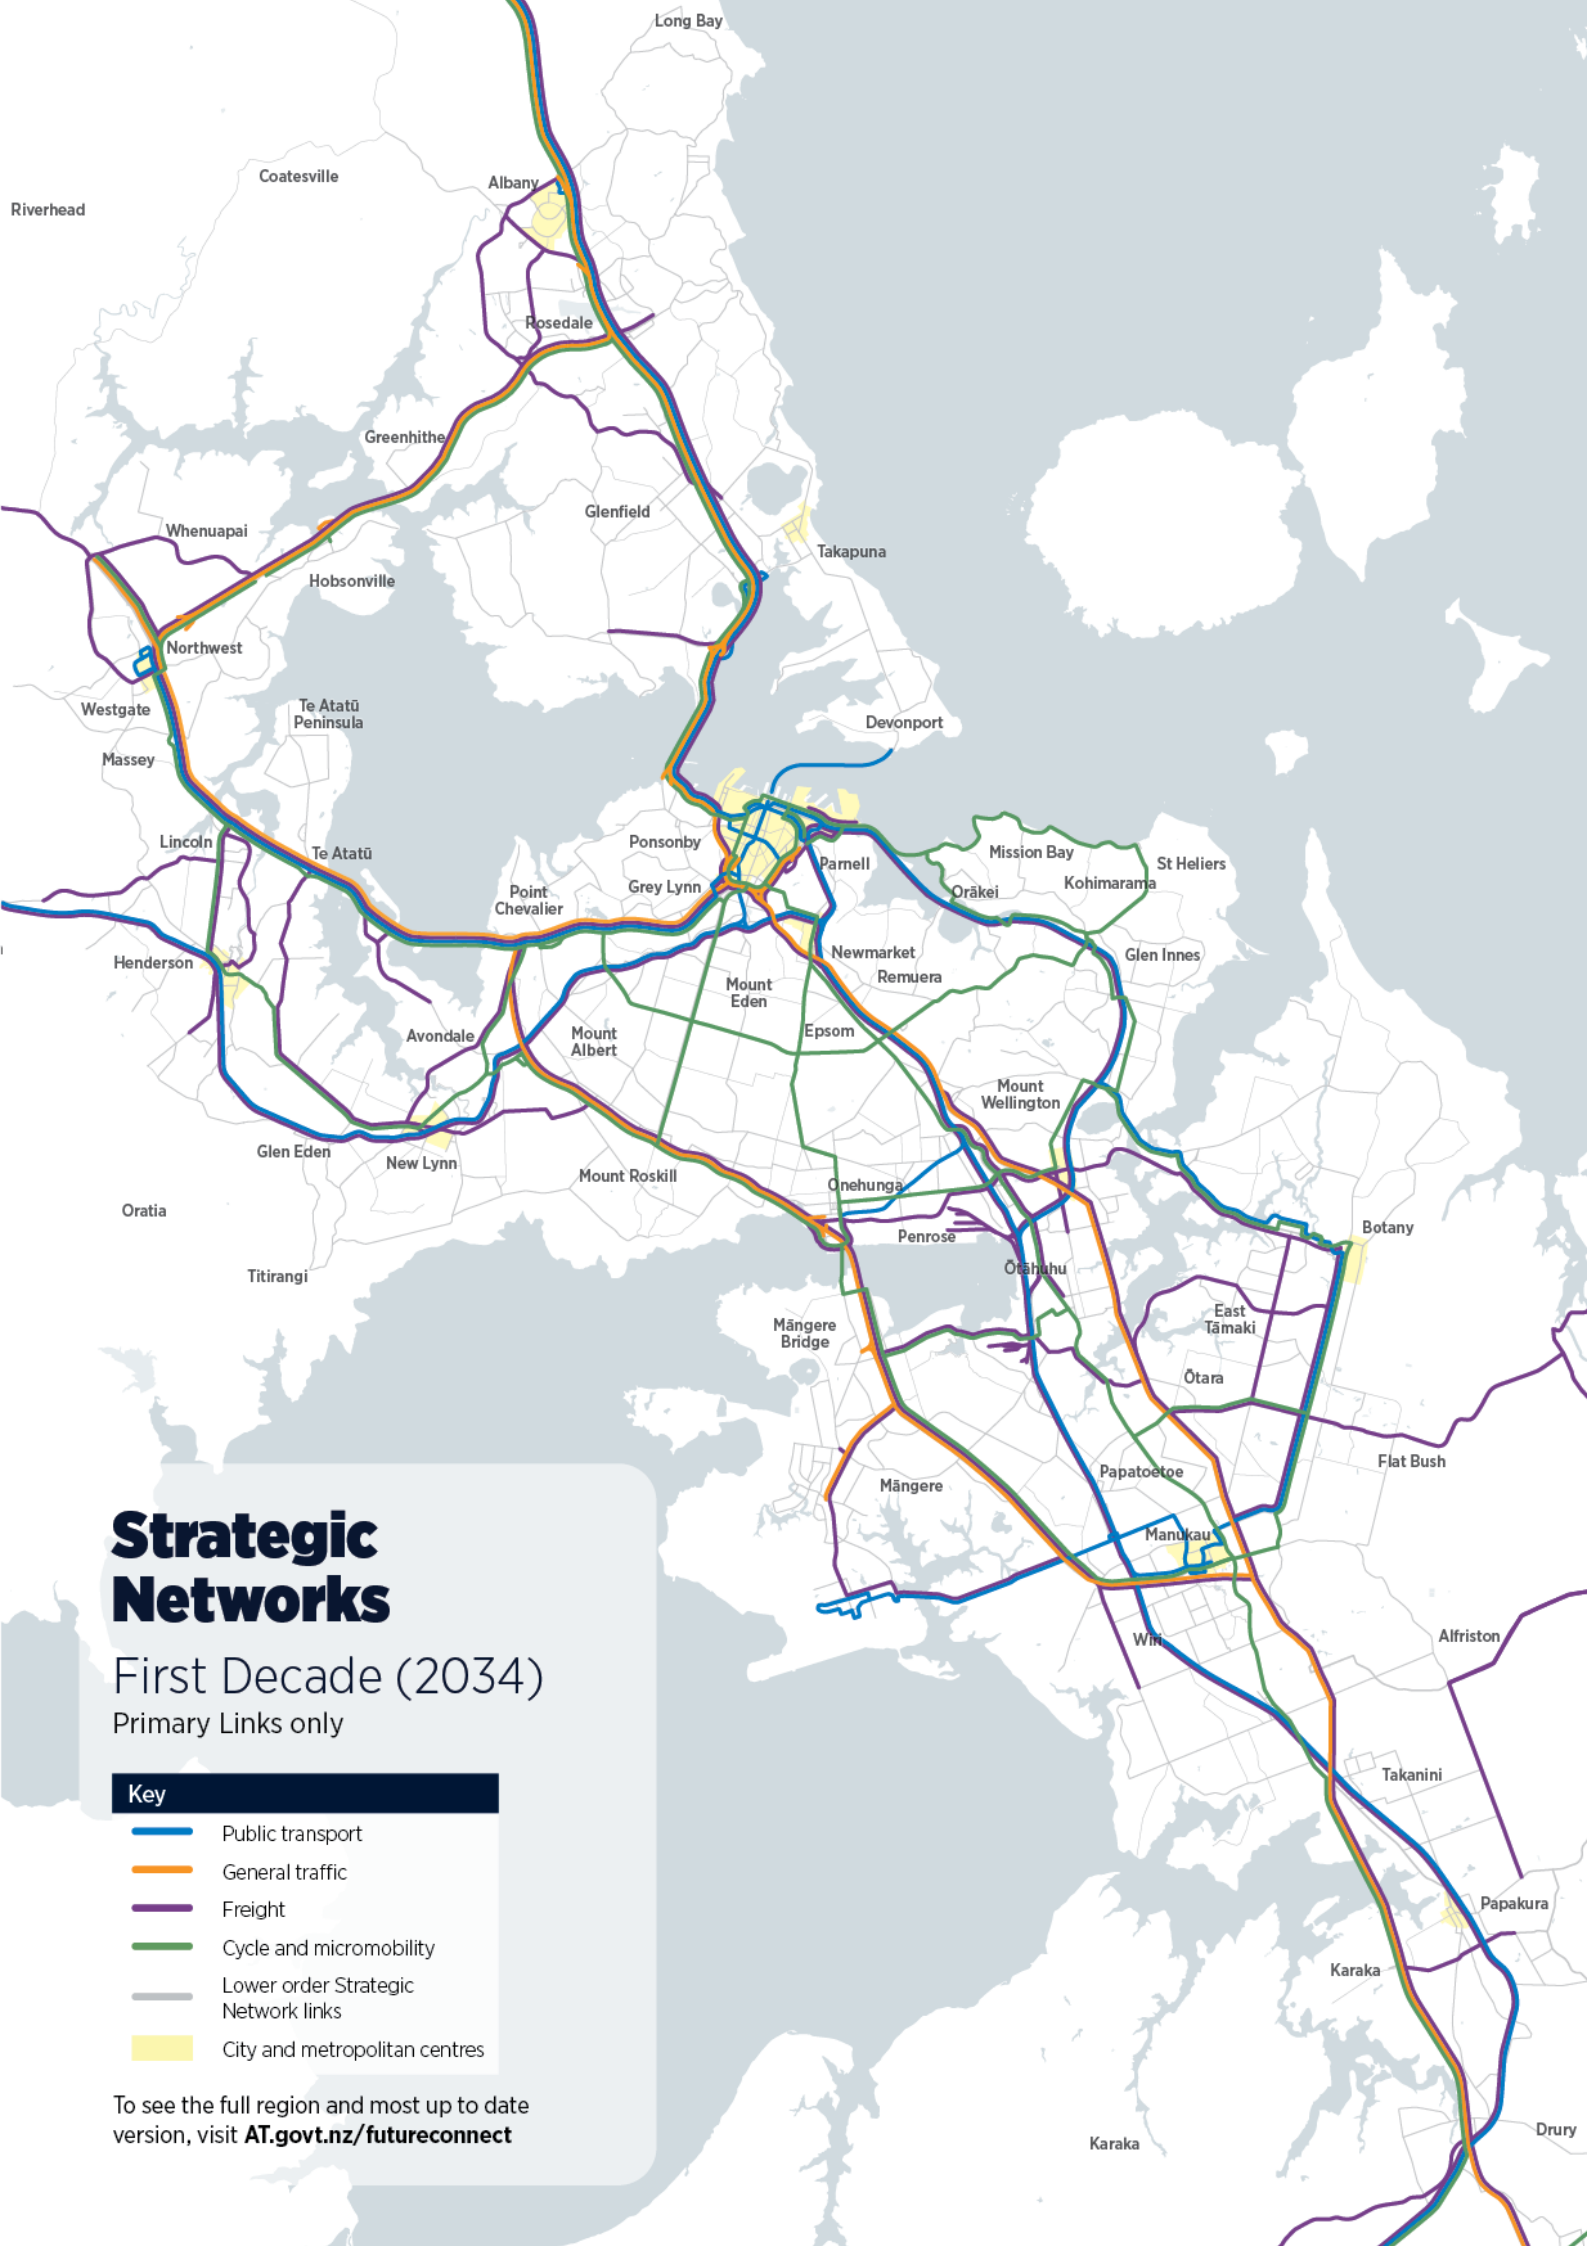 Long Bay
Coatesville
Albany
Riverhead
Rosedale
Greenhithe
Glenfield
Whenuapai
Takapuna
Hobsonville
Northwest
Westgate
Te Atatū
Peninsula
Devonport
Massey
Lincoln
Te Atatū
Ponsonby
Parnell
Mission Bay
St Heliers
Kohimarama
Orākei
Grey Lynn
Point
Chevalier
Henderson
Newmarket
Remuera
Glen Innes
Mount
Eden
Avondale
Mount
Albert
Epsom
Mount
Wellington
Glen Eden
New Lynn
Mount Roskill
Onehunga
Oratia
Penrose
Botany
Titirangi
Ōtāhuhu
Māngere
Bridge
East
Tāmaki
Ōtara
Flat Bush
Papatoetoe
Māngere
Manukau
Wiri
Alfriston
Takanini
Papakura
Karaka
Drury
Karaka
Strategic
Networks
First Decade (2034)
Primary Links only
Key
Public transport
General traffic
Freight
Cycle and micromobility
Lower order Strategic
Network links
City and metropolitan centres
To see the full region and most up to date
version, visit AT.govt.nz/futureconnect